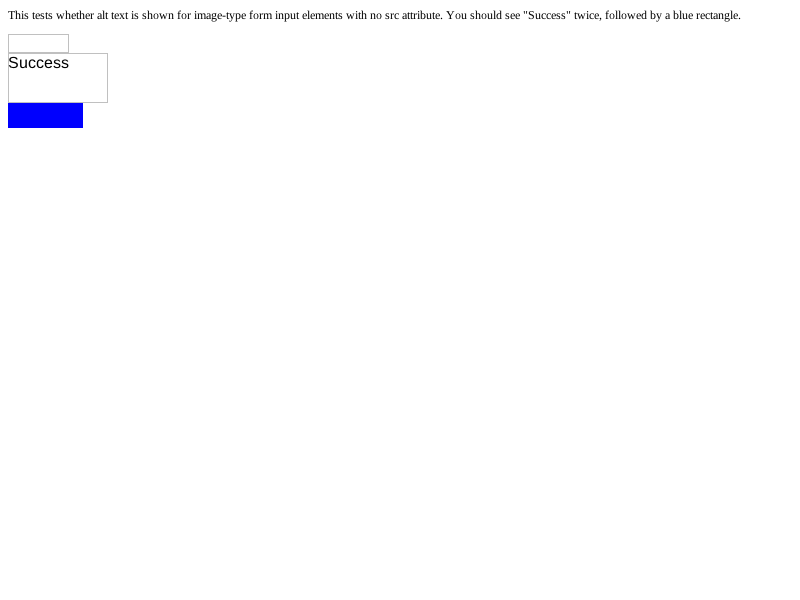 This tests whether alt text is shown for image-type form input elements with no src attribute. You should see "Success" twice, followed by a blue rectangle.
Success